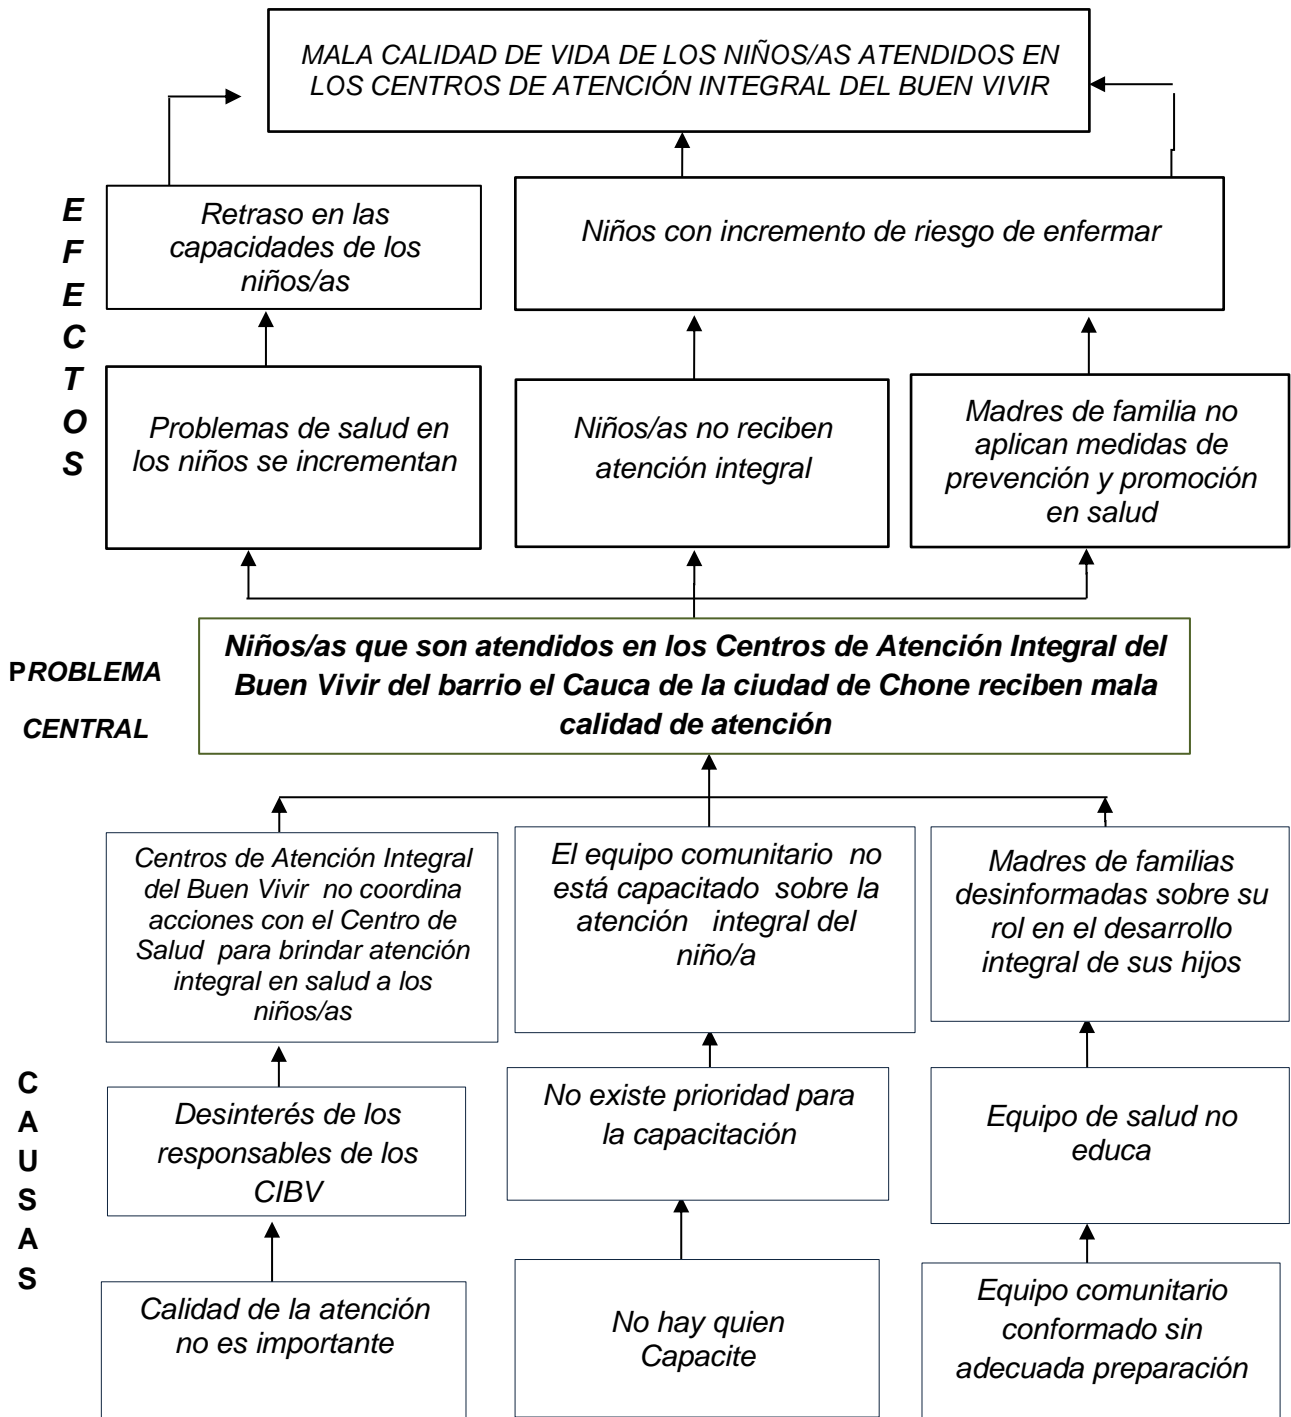 MALA CALIDAD DE VIDA DE LOS NIÑOS/AS ATENDIDOS EN
LOS CENTROS DE ATENCIÓN INTEGRAL DEL BUEN VIVIR
E
F
E
C
T
O
S
Retraso en las
capacidades de los
niños/as
Niños con incremento de riesgo de enfermar
Problemas de salud en
los niños se incrementan
Niños/as no reciben
atención integral
Madres de familia no
aplican medidas de
prevención y promoción
en salud
PROBLEMA
CENTRAL
Niños/as que son atendidos en los Centros de Atención Integral del
Buen Vivir del barrio el Cauca de la ciudad de Chone reciben mala
calidad de atención
Centros de Atención Integral
del Buen Vivir no coordina
acciones con el Centro de
Salud para brindar atención
integral en salud a los
niños/as
El equipo comunitario no
está capacitado sobre la
atención integral del
niño/a
Madres de familias
desinformadas sobre su
rol en el desarrollo
integral de sus hijos
C
A
U
S
A
S
Desinterés de los
responsables de los
CIBV
No existe prioridad para
la capacitación
Equipo de salud no
educa
Calidad de la atención
no es importante
No hay quien
Capacite
Equipo comunitario
conformado sin
adecuada preparación